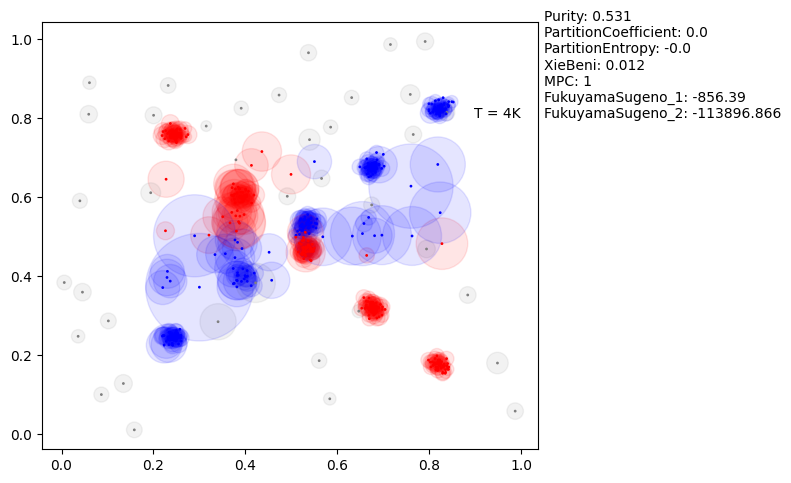 Purity: 0.531
PartitionCoefficient: 0.0
PartitionEntropy: -0.0
XieBeni: 0.012
MPC: 1
FukuyamaSugeno_1: -856.39
FukuyamaSugeno_2: -113896.866
T = 4K
1.0
0.8
0.6
0.4
0.2
0.0
0.0 0.2 0.4 0.6 0.8 1.0